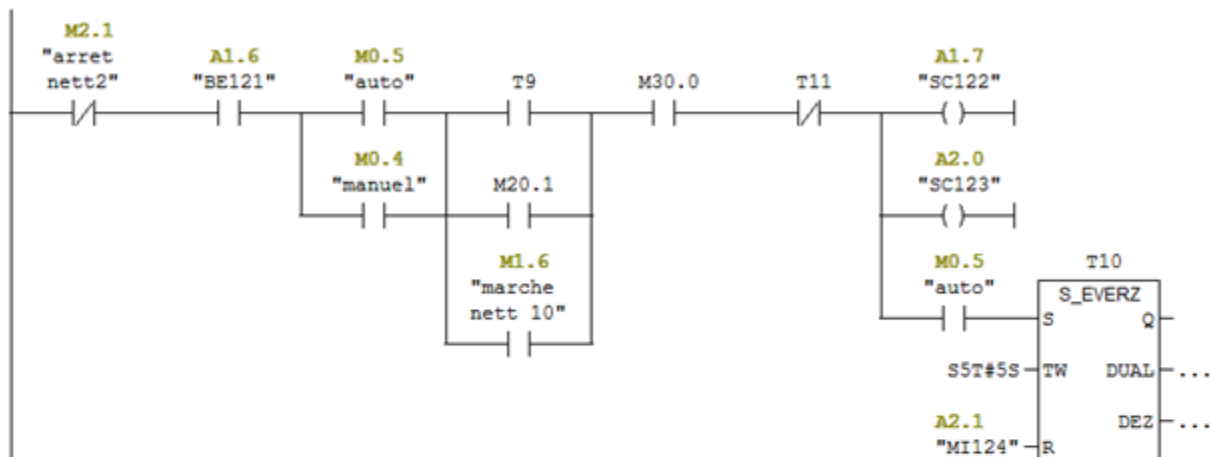 M2.1
"arret
nett2"
A1.6
"BE121"
M0.5
"auto"
T9
M30.0
T11
A1.7
"SC122"
M0.4
"manuel"
M20.1
A2.0
"SC123"
M1.6
"marche
nett 10"
M0.5
"auto"
T10
S_EVERZ
S Q
S5T#5S TW DUAL ...
DEZ ...
A2.1
"MI124" R